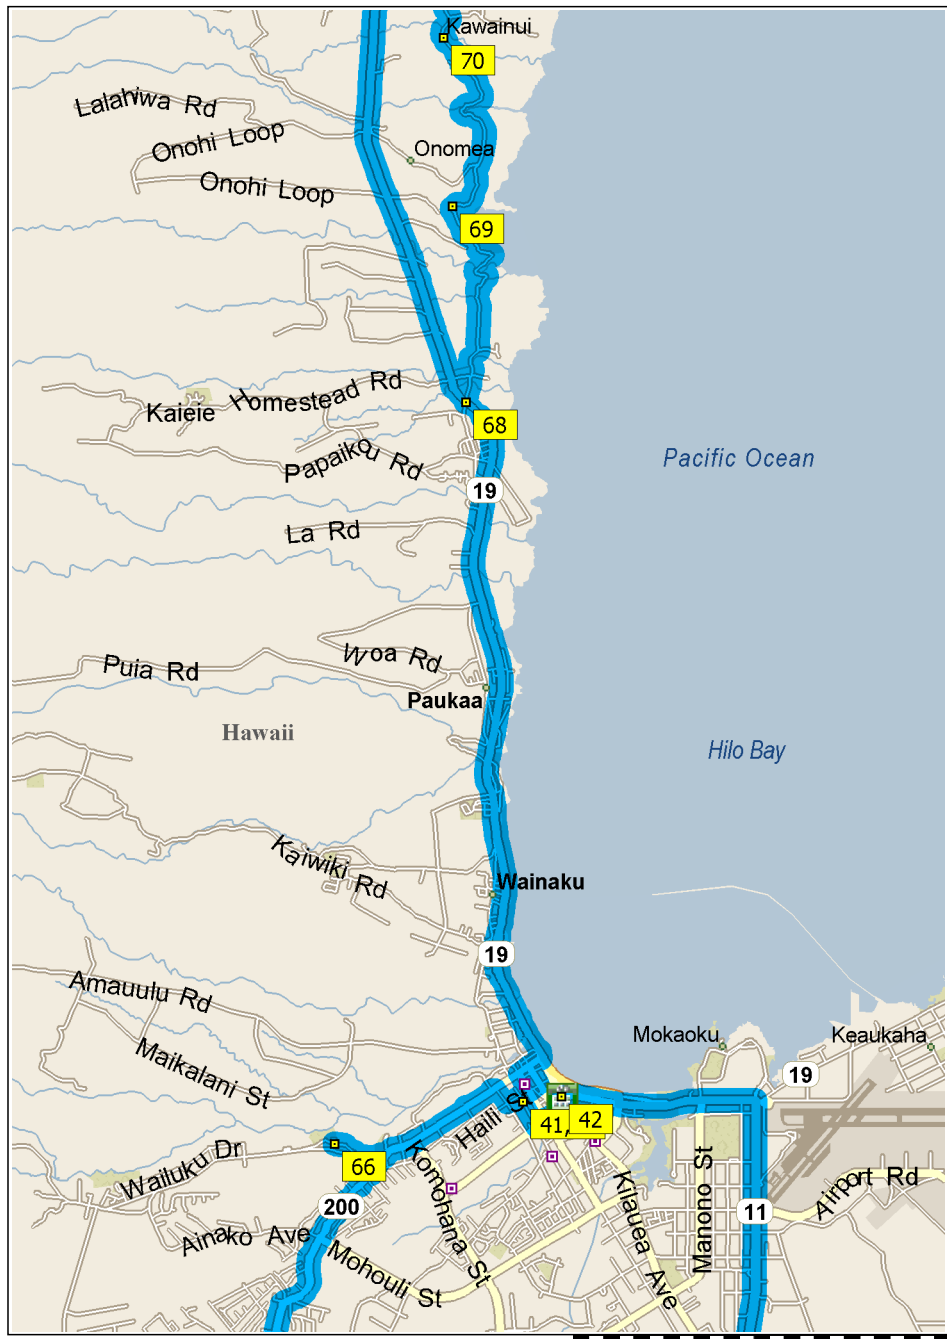 Kawainui
70
Lalahiwa Rd
Onohi Loop
Onomea
Onohi Loop
69
Kaieie Homestead Rd
68
Papaikou Rd
Pacific Ocean
19
La Rd
Woa Rd
Puia Rd
Paukaa
Hawaii
Hilo Bay
Kaiwiki Rd
Wainaku
19
Amauulu Rd
Mokaoku
Keaukaha
Maikalani St
19
Haili St
41,
42
66
Wailuku Dr
Komohana St
Kilauea Ave
Manono St
Airport Rd
200
11
Ainako Ave
Mohouli St